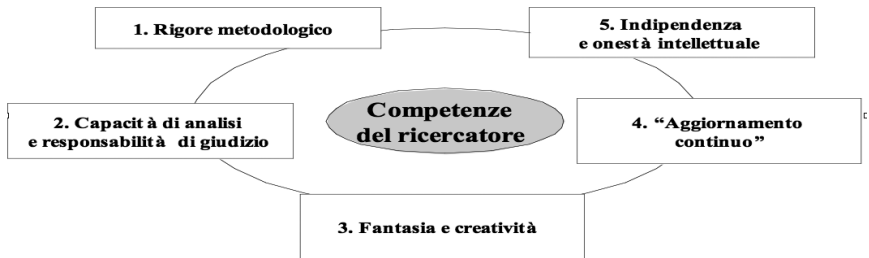 1. Rigore metodologico
5. Indipendenza
e onestà intellettuale
Competenze
del ricercatore
2. Capacità di analisi
e responsabilità di giudizio
4. “Aggiornamento
continuo”
3. Fantasia e creatività